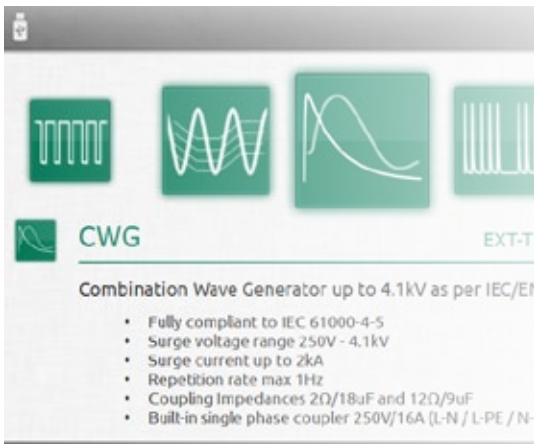 CWG
EXT-T
Combination Wave Generator up to 4.1kV as per IEC/EN
• Fully compliant to IEC 61000-4-5
• Surge voltage range 250V - 4.1kV
• Surge current up to 2kA
• Repetition rate max 1Hz
• Coupling Impedances 2Ω/18uF and 12Ω/9uF
• Built-in single phase coupler 250V/16A (L-N / L-PE / N-